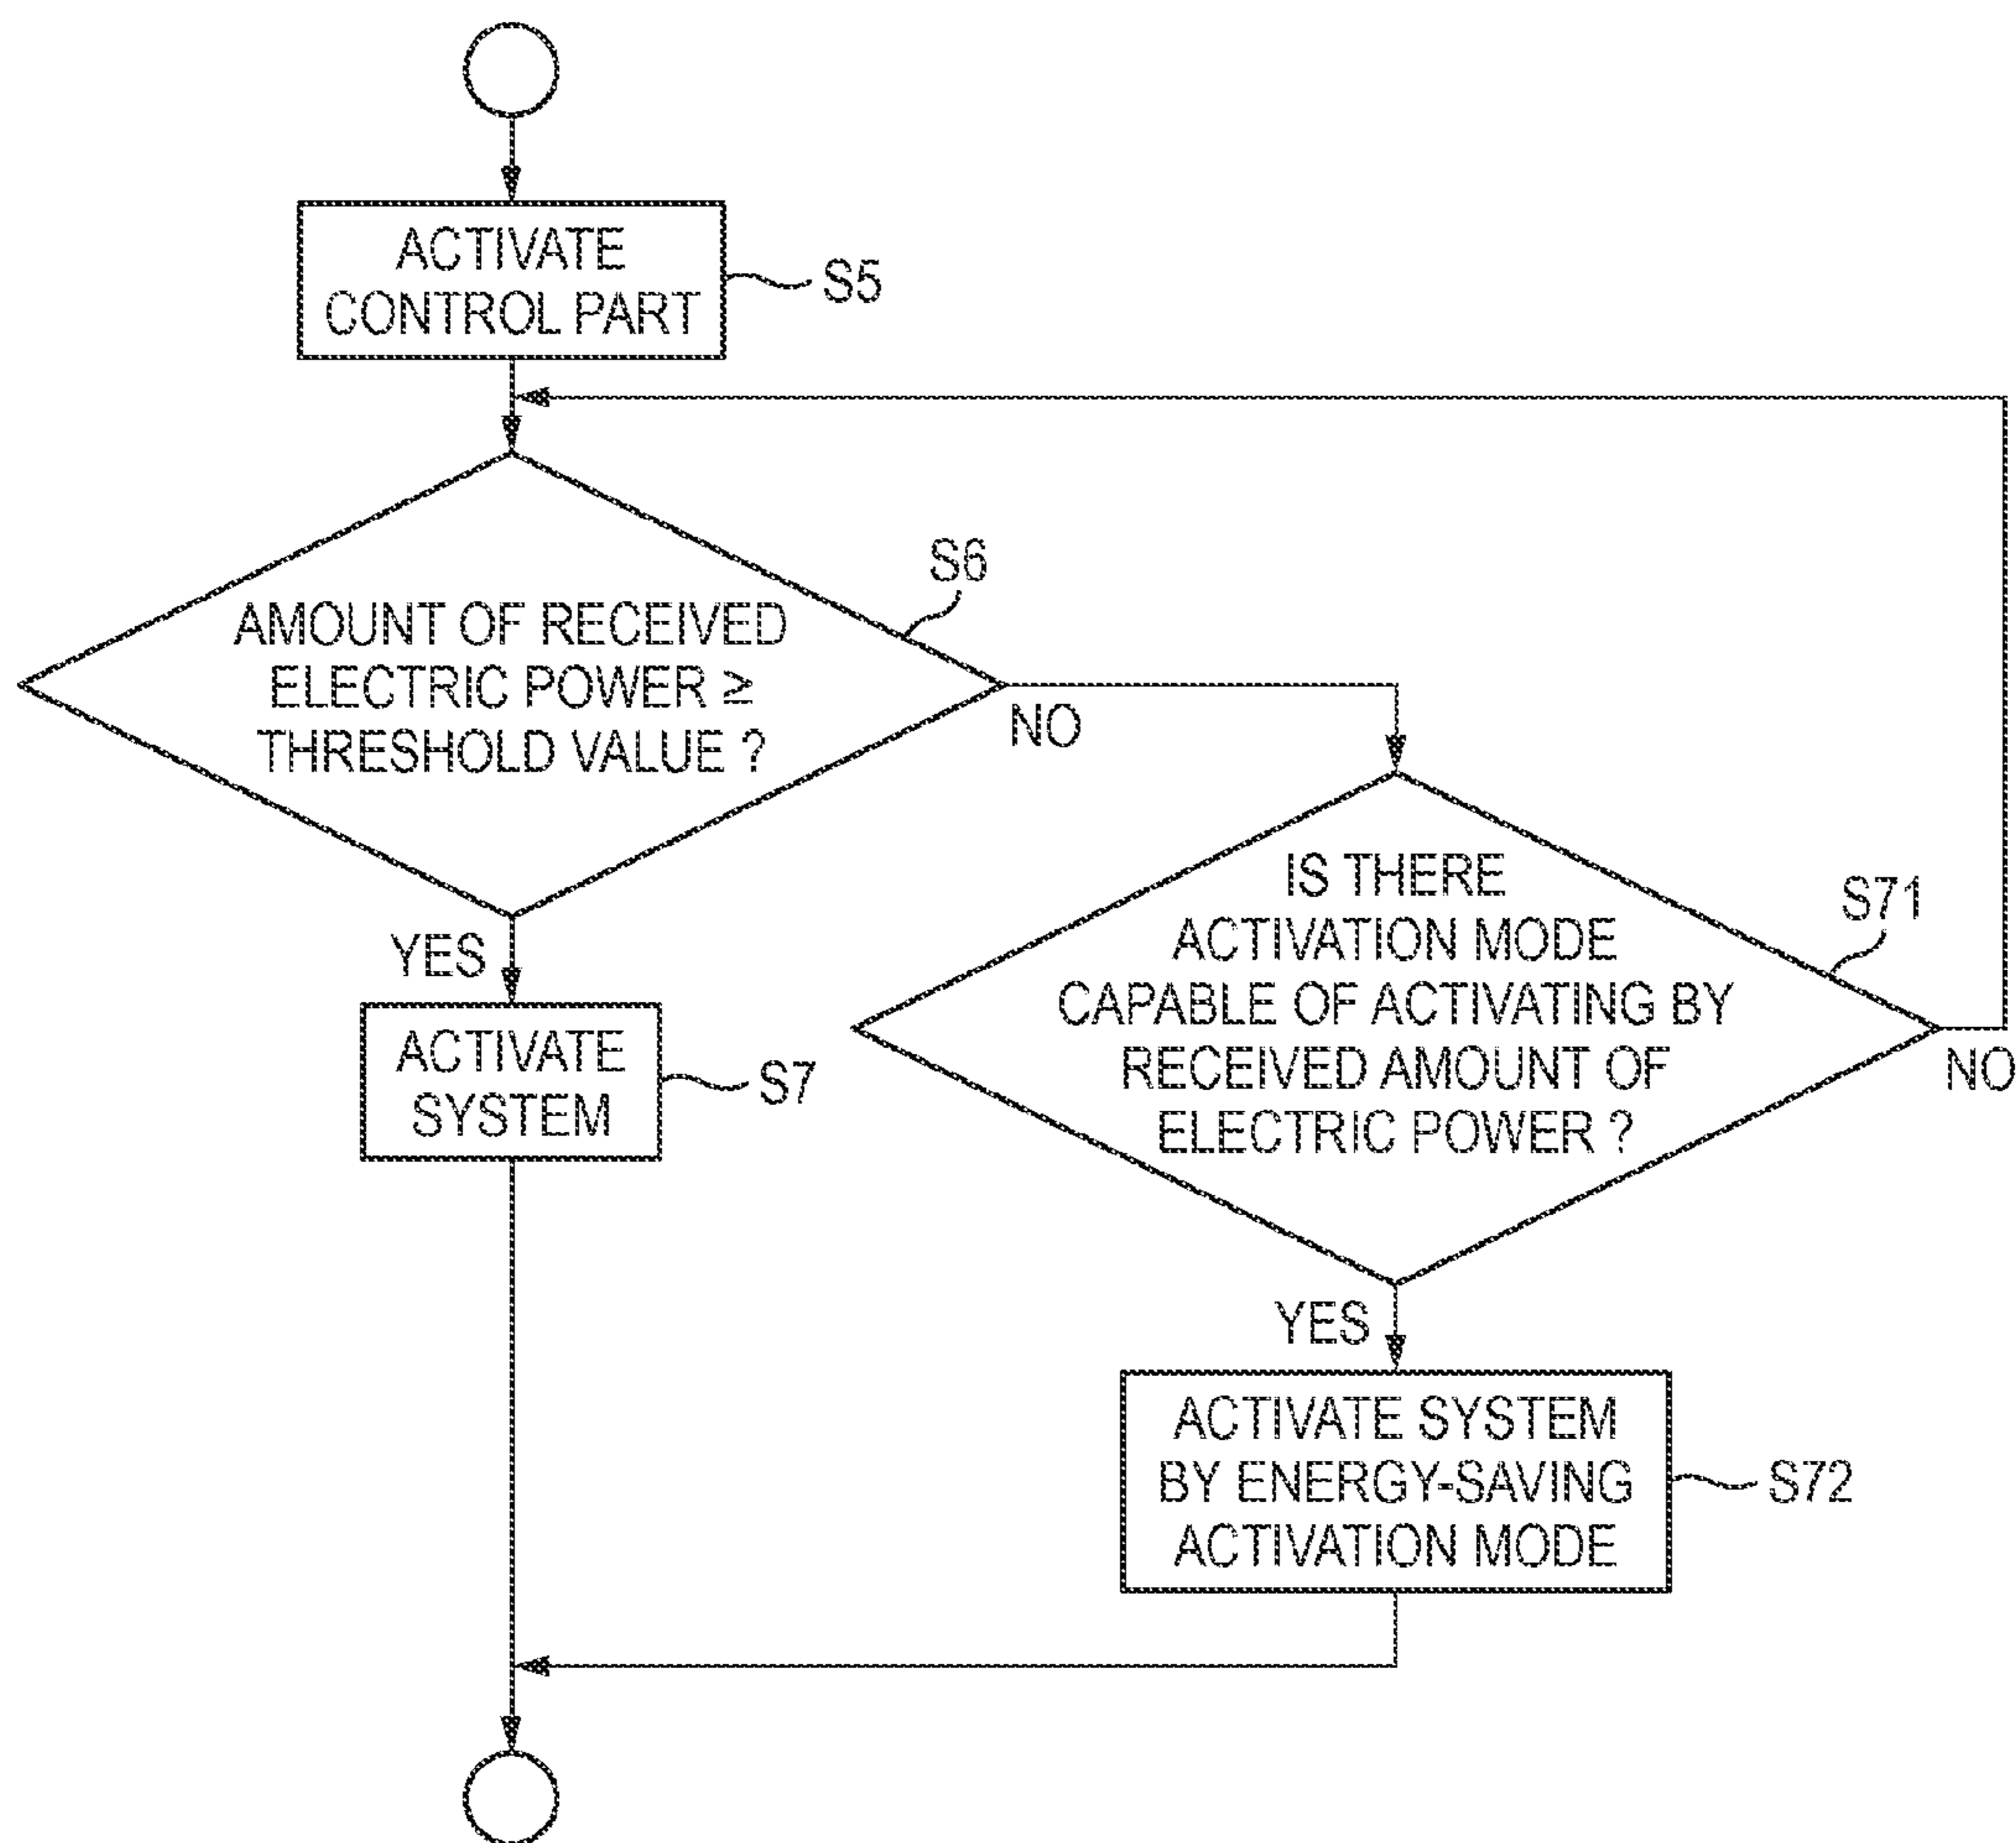 ACTIVATE
CONTROL PART
S5
S6
AMOUNT OF RECEIVED
ELECTRIC POWER ≥
THRESHOLD VALUE ?
NO
YES
IS THERE
ACTIVATION MODE
CAPABLE OF ACTIVATING BY
RECEIVED AMOUNT OF
ELECTRIC POWER ?
S71
NO
ACTIVATE
SYSTEM
S7
YES
ACTIVATE SYSTEM
BY ENERGY-SAVING
ACTIVATION MODE
S72